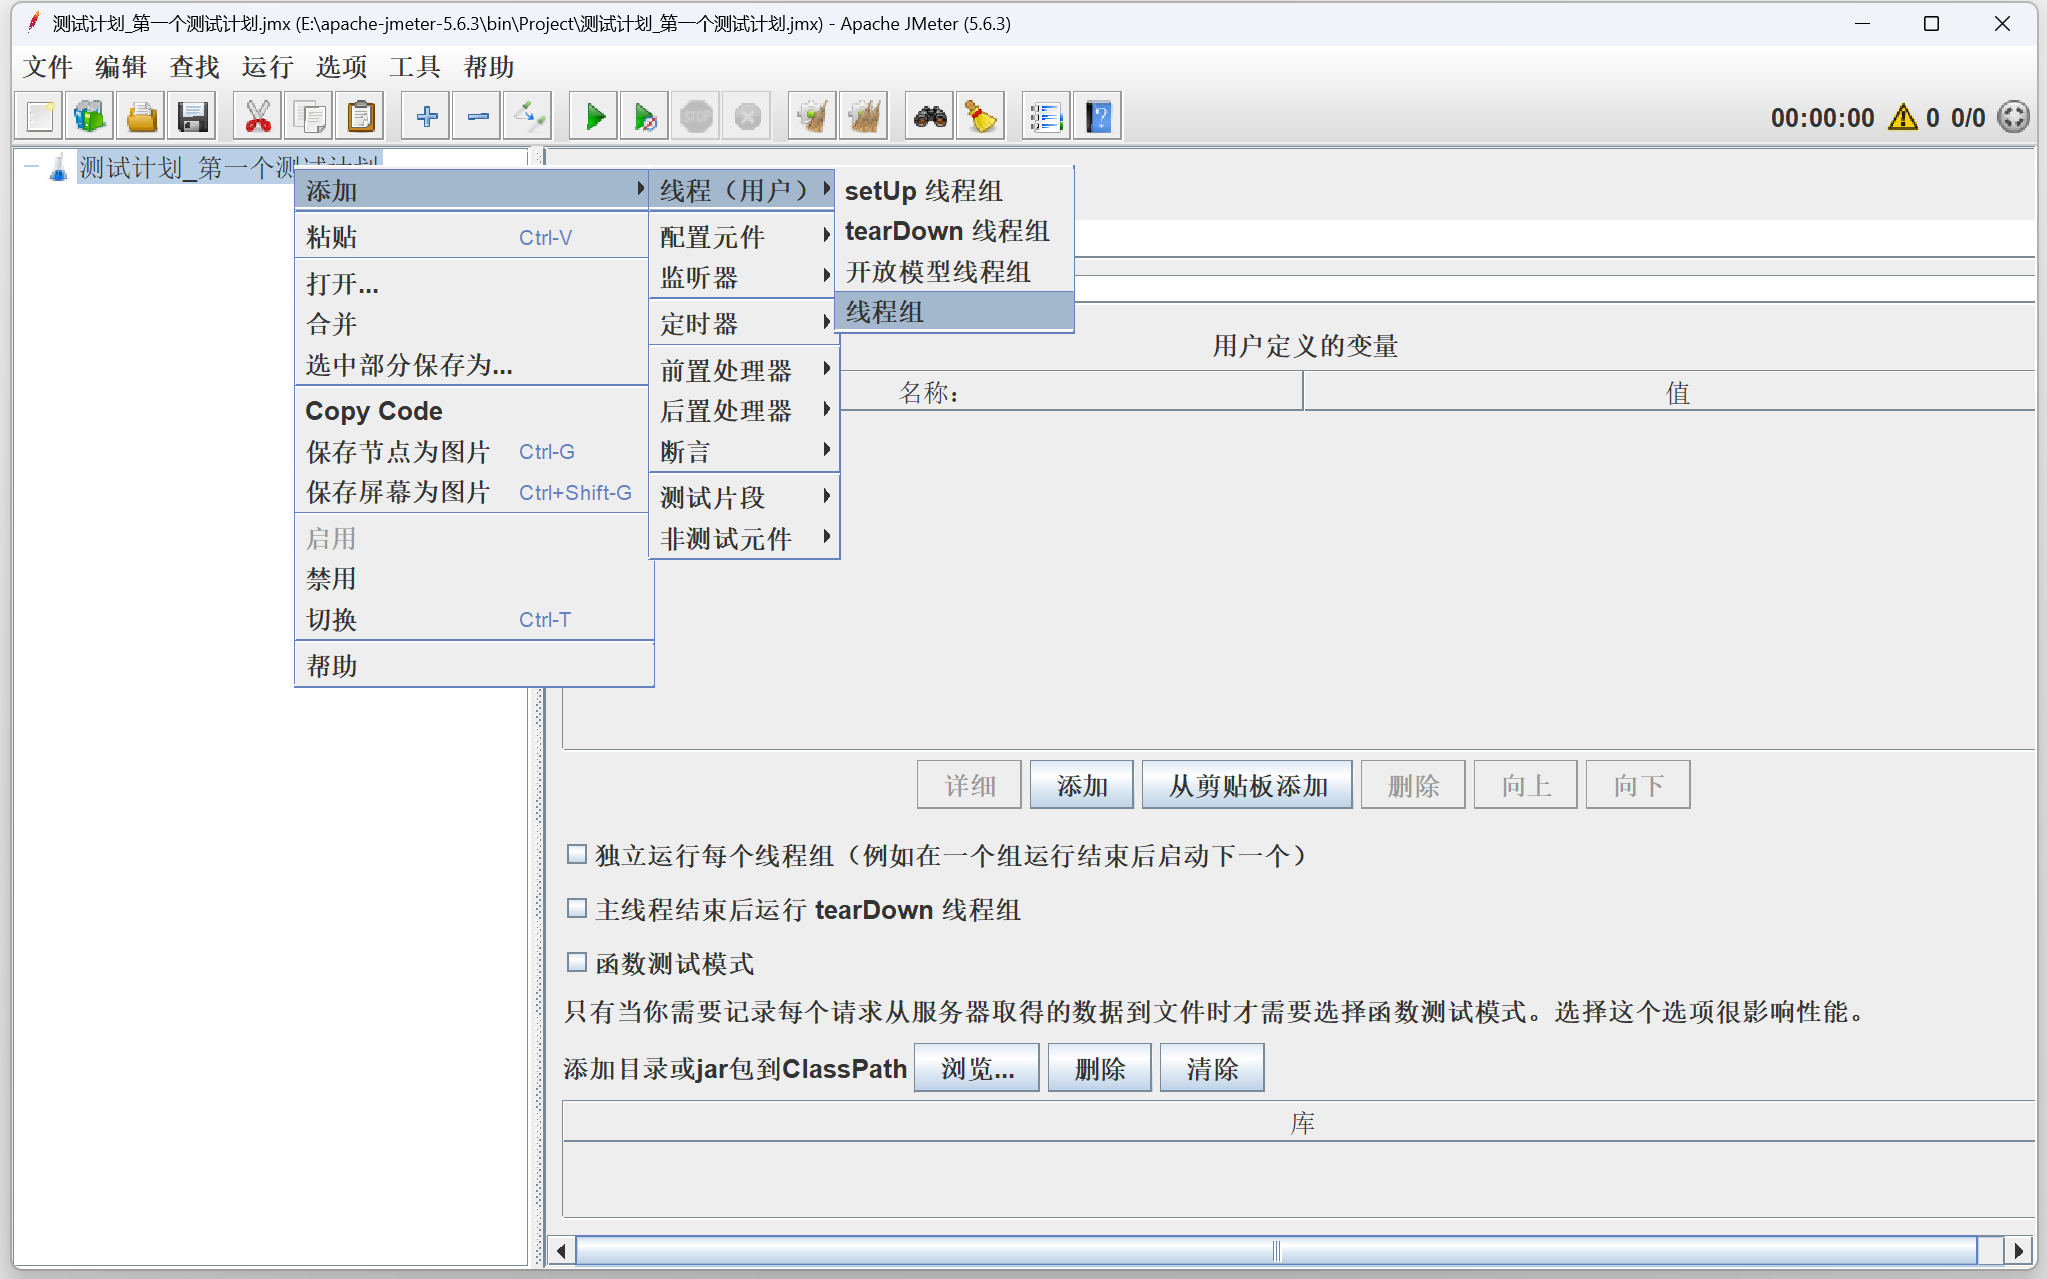 测试计划_第一个测试计划.jmx (E:\apache-jmeter-5.6.3\bin\Project\测试计划_第一个测试计划.jmx) - Apache JMeter (5.6.3)
文件 编辑 查找 运行 选项 工具 帮助
00:00:00 0 0/0
测试计划_第一个测试计划
添加
粘贴 Ctrl-V
打开...
合并
选中部分保存为...
Copy Code
保存节点为图片 Ctrl-G
保存屏幕为图片 Ctrl+Shift-G
启用
禁用
切换 Ctrl-T
帮助
线程（用户）
配置元件
监听器
定时器
前置处理器
后置处理器
断言
测试片段
非测试元件
setUp 线程组
tearDown 线程组
开放模型线程组
线程组
用户定义的变量
名称: 值
详细 添加 从剪贴板添加 删除 向上 向下
独立运行每个线程组（例如在一个组运行结束后启动下一个）
主线程结束后运行 tearDown 线程组
函数测试模式
只有当你需要记录每个请求从服务器取得的数据到文件时才需要选择函数测试模式。选择这个选项很影响性能。
添加目录或jar包到ClassPath 浏览... 删除 清除
库